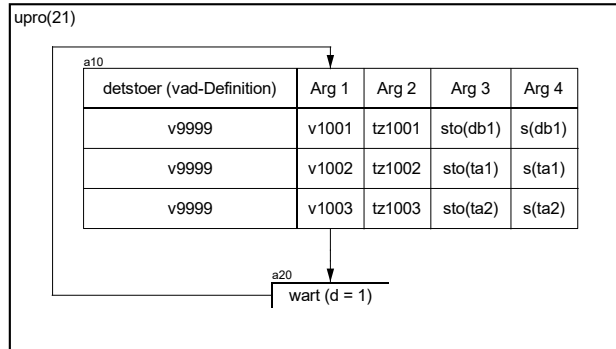 upro(21)
a10
detstoer (vad-Definition) Arg 1 Arg 2 Arg 3 Arg 4
v9999 v1001 tz1001 sto(db1) s(db1)
v9999 v1002 tz1002 sto(ta1) s(ta1)
v9999 v1003 tz1003 sto(ta2) s(ta2)
a20
wart (d = 1)